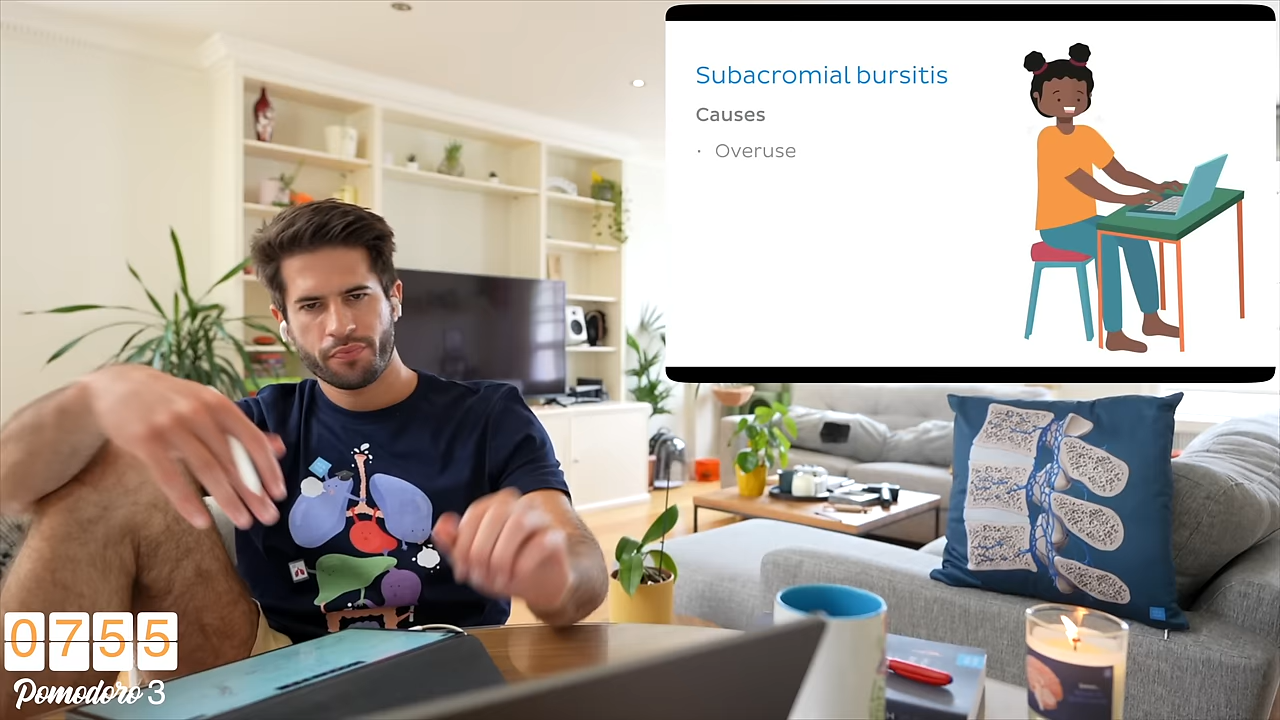 Subacromial bursitis
Causes
· Overuse
0755
Pomodoro 3